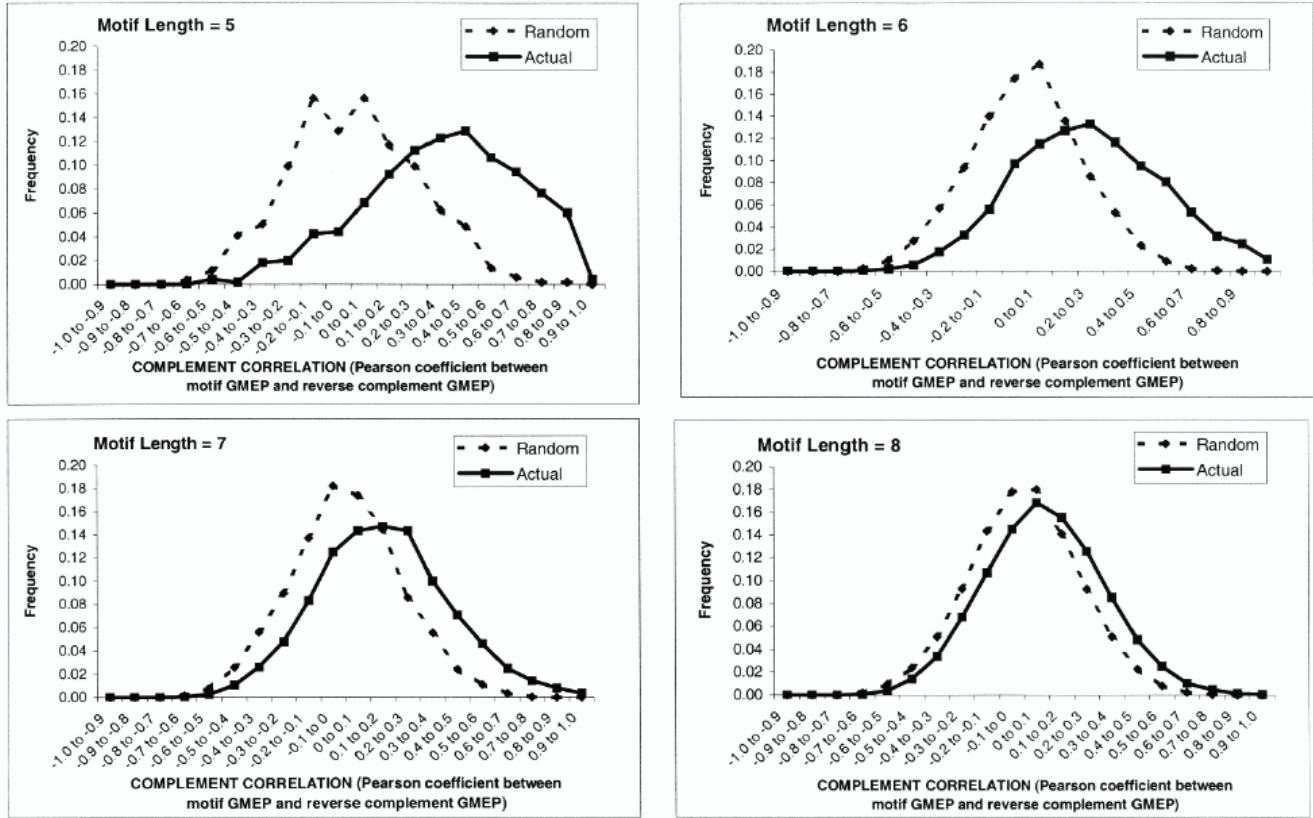 Motif Length = 5
Random
Actual
0.20
0.18
0.16
0.14
0.12
0.10
0.08
0.06
0.04
0.02
0.00
Frequency
-1.0 to -0.9
-0.9 to -0.8
-0.8 to -0.7
-0.7 to -0.6
-0.6 to -0.5
-0.5 to -0.4
-0.4 to -0.3
-0.3 to -0.2
-0.2 to -0.1
-0.1 to 0
0 to 0.1
0.1 to 0.2
0.2 to 0.3
0.3 to 0.4
0.4 to 0.5
0.5 to 0.6
0.6 to 0.7
0.7 to 0.8
0.8 to 0.9
0.9 to 1.0
COMPLEMENT CORRELATION (Pearson coefficient between
motif GMEP and reverse complement GMEP)
Motif Length = 6
Random
Actual
0.20
0.18
0.16
0.14
0.12
0.10
0.08
0.06
0.04
0.02
0.00
Frequency
-1.0 to -0.9
-0.8 to -0.7
-0.6 to -0.5
-0.4 to -0.3
-0.2 to -0.1
0 to 0.1
0.2 to 0.3
0.4 to 0.5
0.6 to 0.7
0.8 to 0.9
COMPLEMENT CORRELATION (Pearson coefficient between
motif GMEP and reverse complement GMEP)
Motif Length = 7
Random
Actual
0.20
0.18
0.16
0.14
0.12
0.10
0.08
0.06
0.04
0.02
0.00
Frequency
-1.0 to -0.9
-0.9 to -0.8
-0.8 to -0.7
-0.7 to -0.6
-0.6 to -0.5
-0.5 to -0.4
-0.4 to -0.3
-0.3 to -0.2
-0.2 to -0.1
-0.1 to 0
0 to 0.1
0.1 to 0.2
0.2 to 0.3
0.3 to 0.4
0.4 to 0.5
0.5 to 0.6
0.6 to 0.7
0.7 to 0.8
0.8 to 0.9
0.9 to 1.0
COMPLEMENT CORRELATION (Pearson coefficient between
motif GMEP and reverse complement GMEP)
Motif Length = 8
Random
Actual
0.20
0.18
0.16
0.14
0.12
0.10
0.08
0.06
0.04
0.02
0.00
Frequency
-1.0 to -0.9
-0.9 to -0.8
-0.8 to -0.7
-0.7 to -0.6
-0.6 to -0.5
-0.5 to -0.4
-0.4 to -0.3
-0.3 to -0.2
-0.2 to -0.1
-0.1 to 0
0 to 0.1
0.1 to 0.2
0.2 to 0.3
0.3 to 0.4
0.4 to 0.5
0.5 to 0.6
0.6 to 0.7
0.7 to 0.8
0.8 to 0.9
0.9 to 1.0
COMPLEMENT CORRELATION (Pearson coefficient between
motif GMEP and reverse complement GMEP)